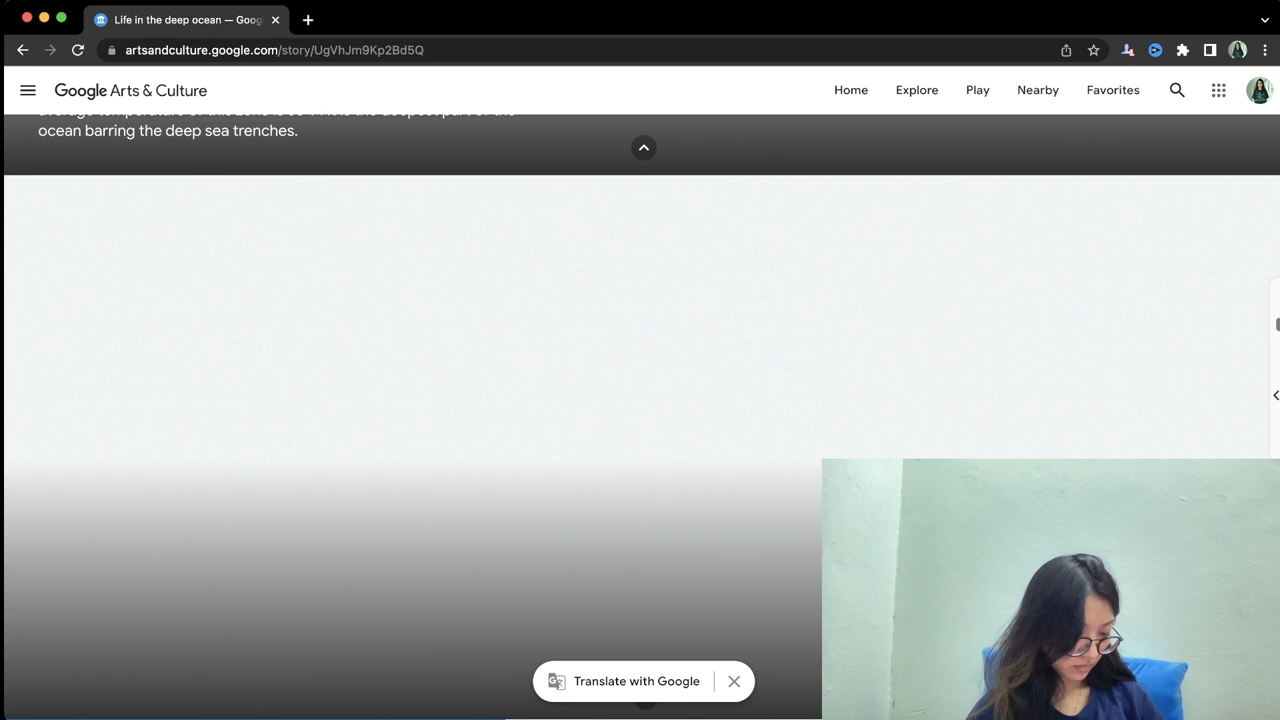 Life in the deep ocean — Goog
artsandculture.google.com/story/UgVhJm9Kp2Bd5Q
Google Arts & Culture
Home
Explore
Play
Nearby
Favorites
ocean barring the deep sea trenches.
Translate with Google